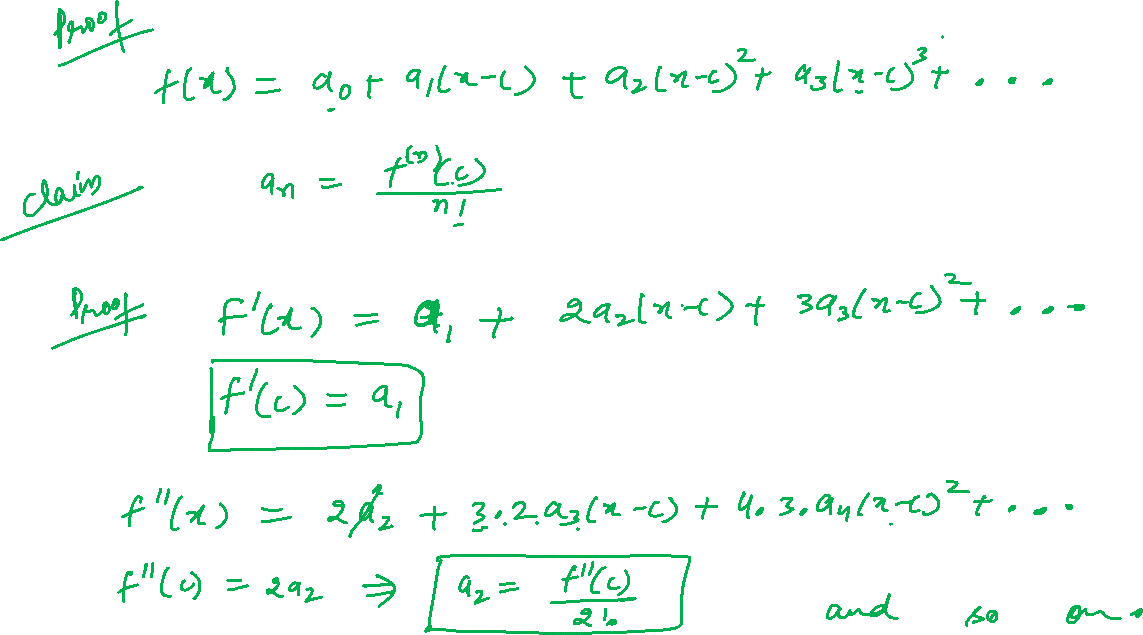 Proof
f(x) = a₀ + a₁(x-c) + a₂(x-c)² + a₃(x-c)³ + . . .
claim aₙ = f⁽ⁿ⁾(c) / n!
Proof F'(x) = a₁ + 2a₂(x-c) + 3a₃(x-c)² + . . .
f'(c) = a₁
f''(x) = 2a₂ + 3.2.a₃(x-c) + 4.3.a₄(x-c)² + . . .
f''(c) = 2a₂ ⇒ a₂ = f''(c) / 2! and so on.